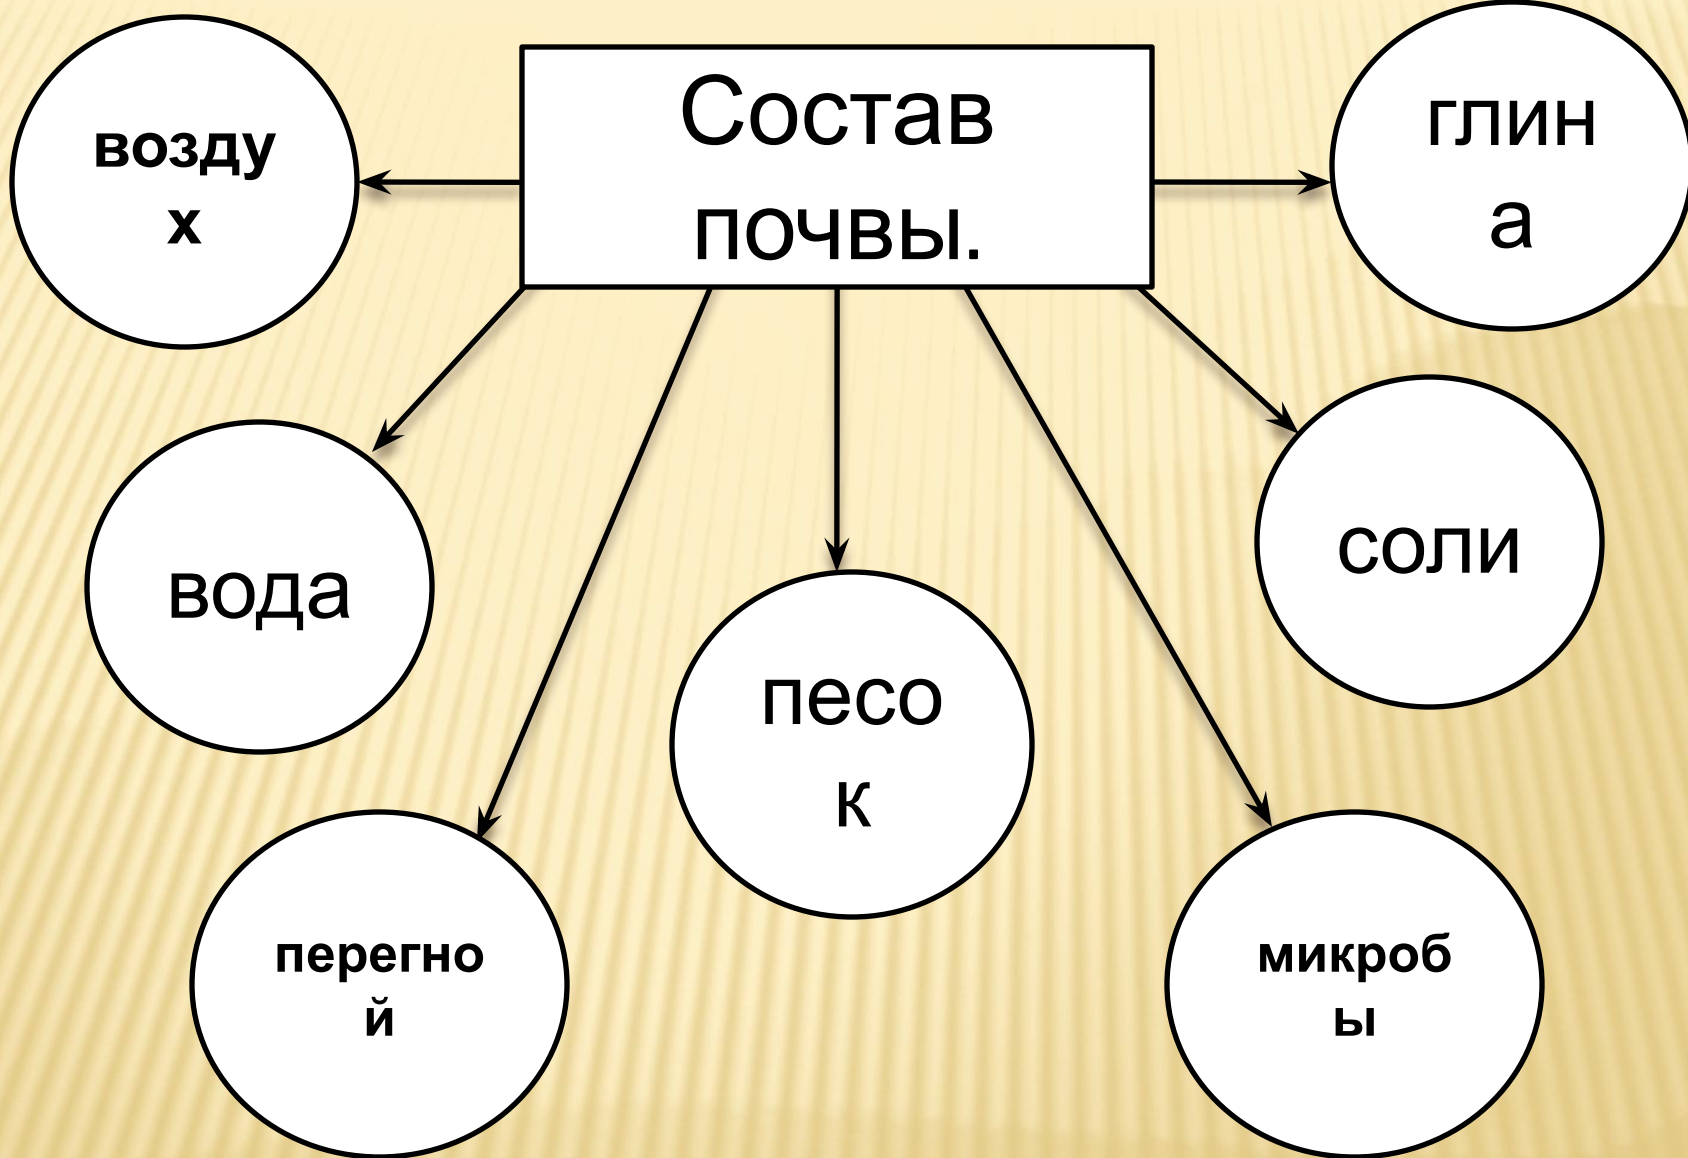 Состав
почвы.
возду
х
глин
а
вода
соли
песо
к
перегно
й
микроб
ы